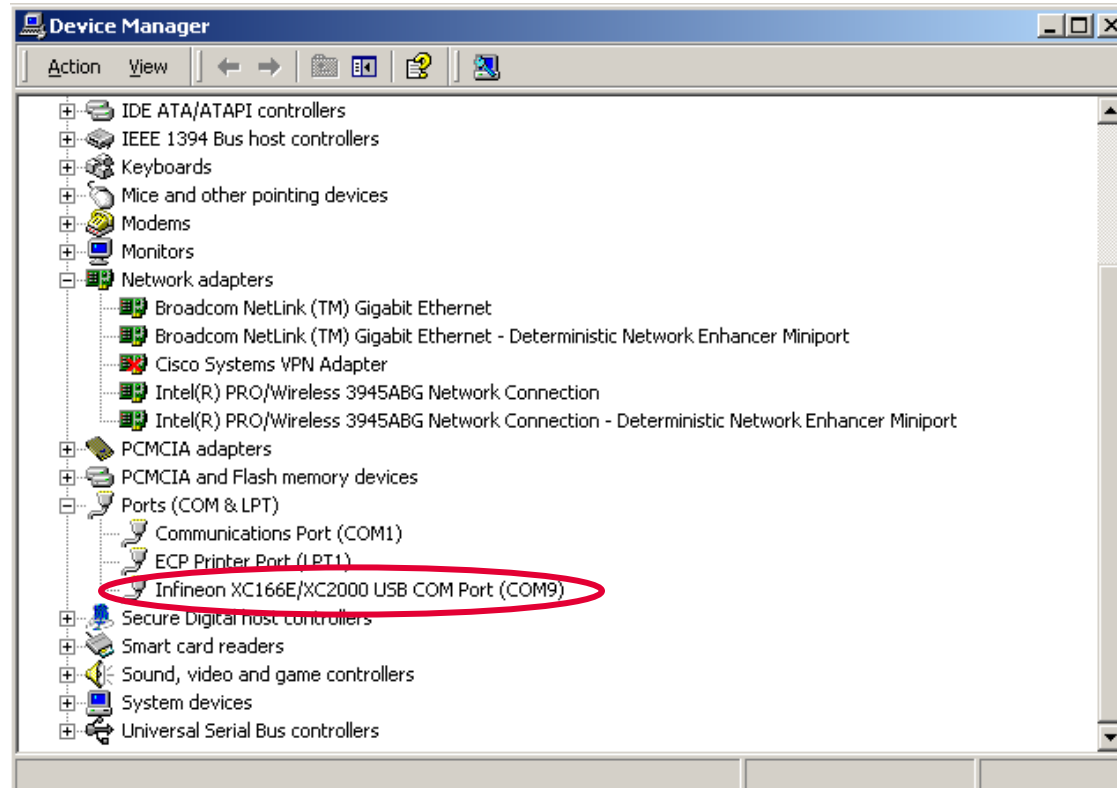 Device Manager
Action View
IDE ATA/ATAPI controllers
IEEE 1394 Bus host controllers
Keyboards
Mice and other pointing devices
Modems
Monitors
Network adapters
Broadcom NetLink (TM) Gigabit Ethernet
Broadcom NetLink (TM) Gigabit Ethernet - Deterministic Network Enhancer Miniport
Cisco Systems VPN Adapter
Intel(R) PRO/Wireless 3945ABG Network Connection
Intel(R) PRO/Wireless 3945ABG Network Connection - Deterministic Network Enhancer Miniport
PCMCIA adapters
PCMCIA and Flash memory devices
Ports (COM & LPT)
Communications Port (COM1)
ECP Printer Port (LPT1)
Infineon XC166E/XC2000 USB COM Port (COM9)
Secure Digital host controllers
Smart card readers
Sound, video and game controllers
System devices
Universal Serial Bus controllers